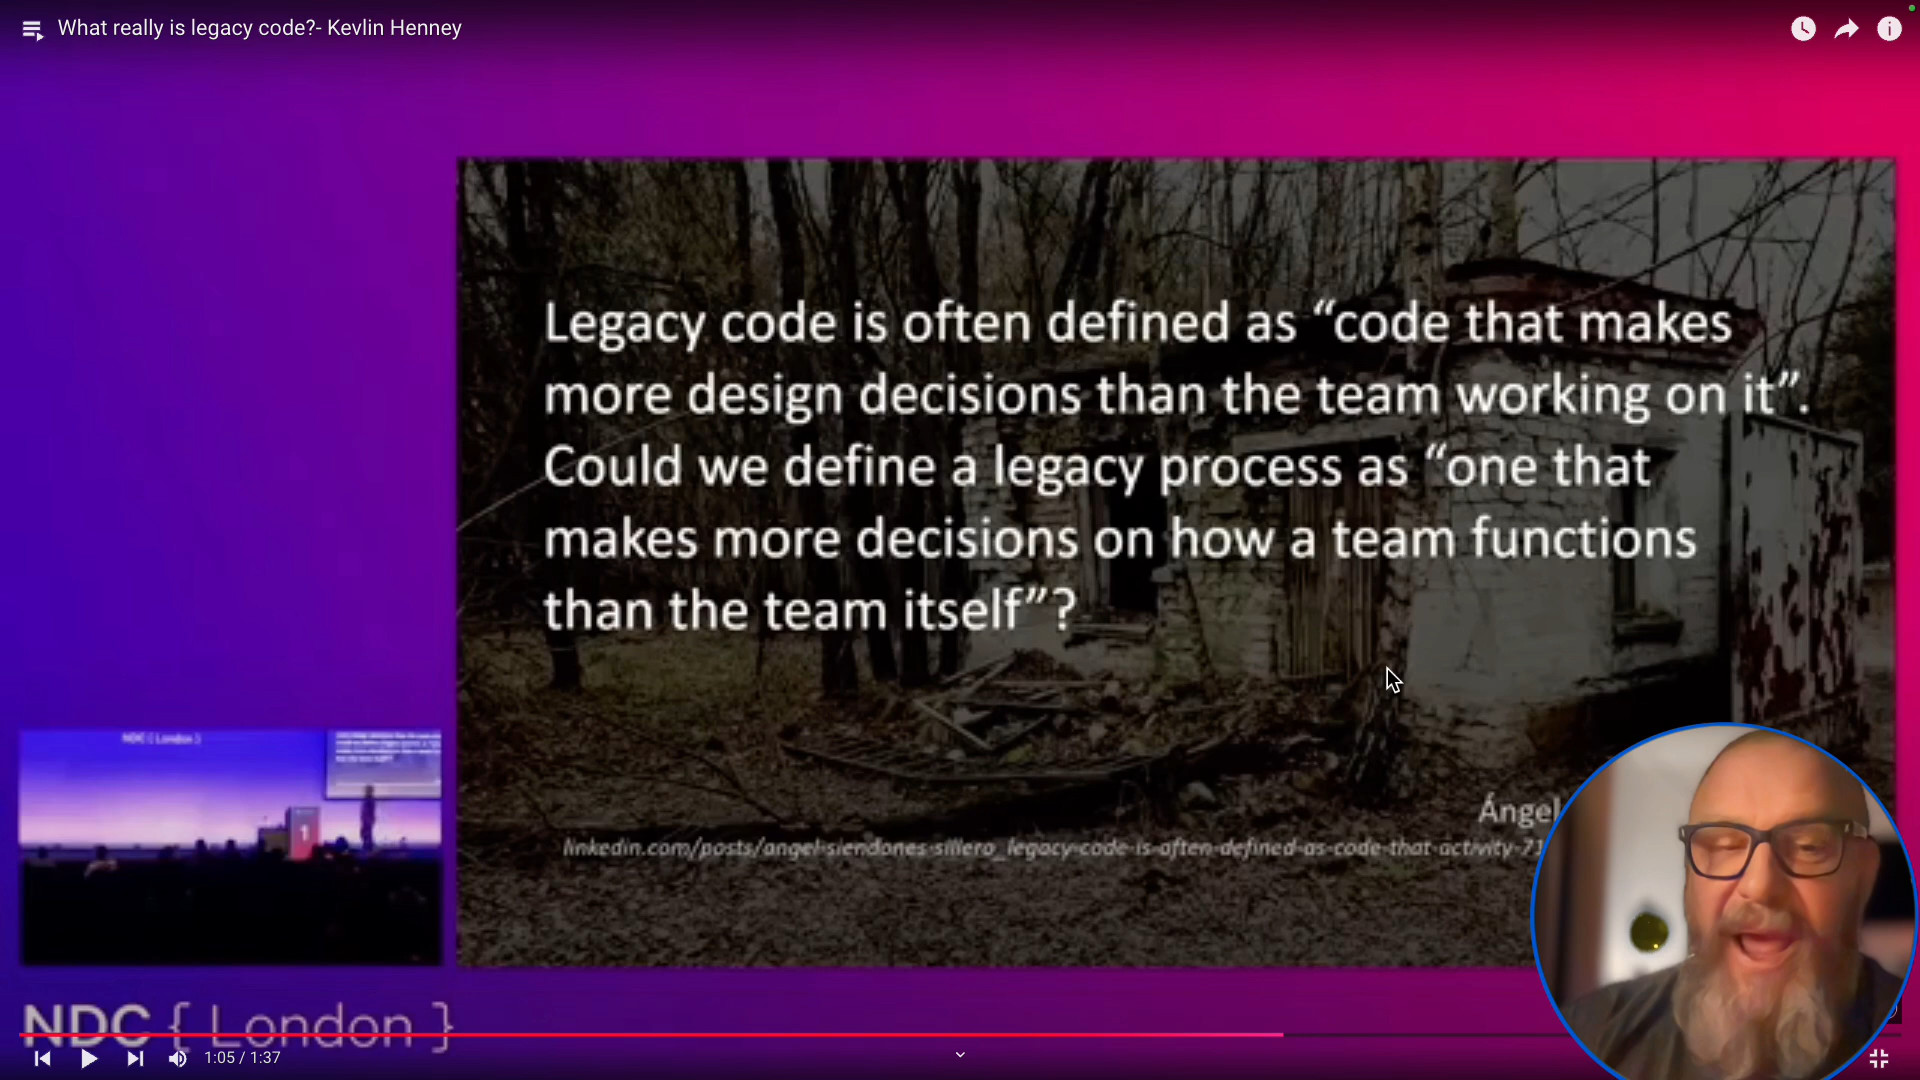 What really is legacy code?- Kevlin Henney
Legacy code is often defined as “code that makes
more design decisions than the team working on it”.
Could we define a legacy process as “one that
makes more decisions on how a team functions
than the team itself”?
Ángel
linkedin.com/posts/angel-siendones-sillero_legacy-code-is-often-defined-as-code-that-activity-71
NDC { London }
1
NDC { London }
1:05 / 1:37